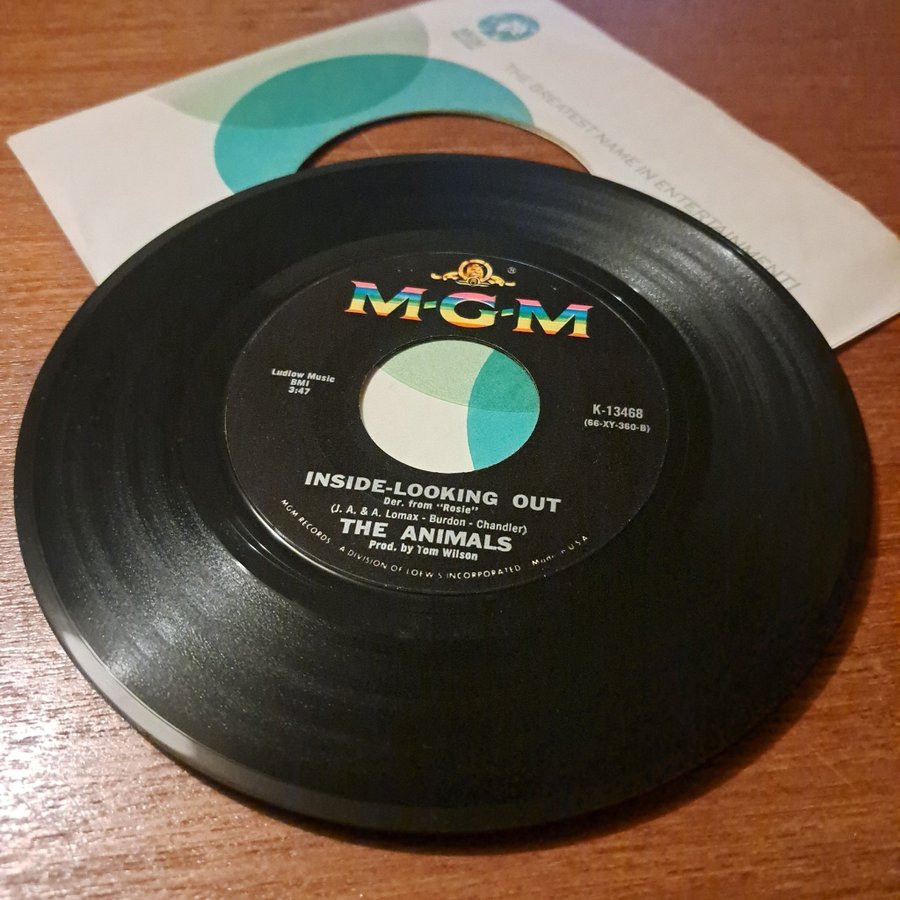 THE GREATEST NAME IN ENTERTAINMENT!
®
M-G-M
Ludlow Music
BMI
3:47
K-13468
(66-XY-360-B)
INSIDE-LOOKING OUT
Der. from "Rosie"
(J. A. & A. Lomax - Burdon - Chandler)
THE ANIMALS
Prod. by Tom Wilson
MGM RECORDS A DIVISION OF LOEW'S INCORPORATED Made in U.S.A.